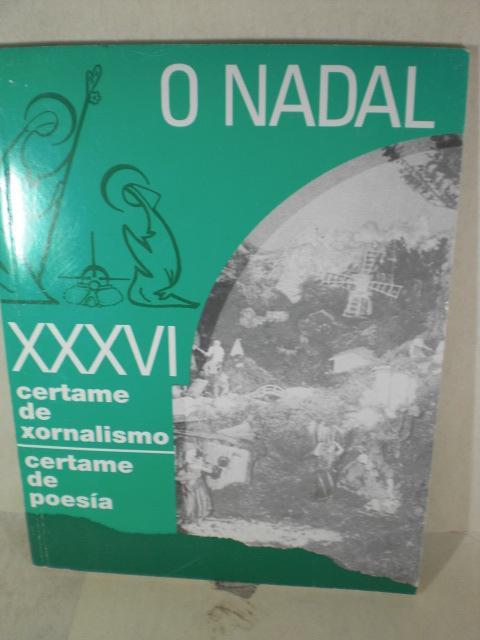 O NADAL
XXXVI
certame
de
xornalismo
certame
de
poesía